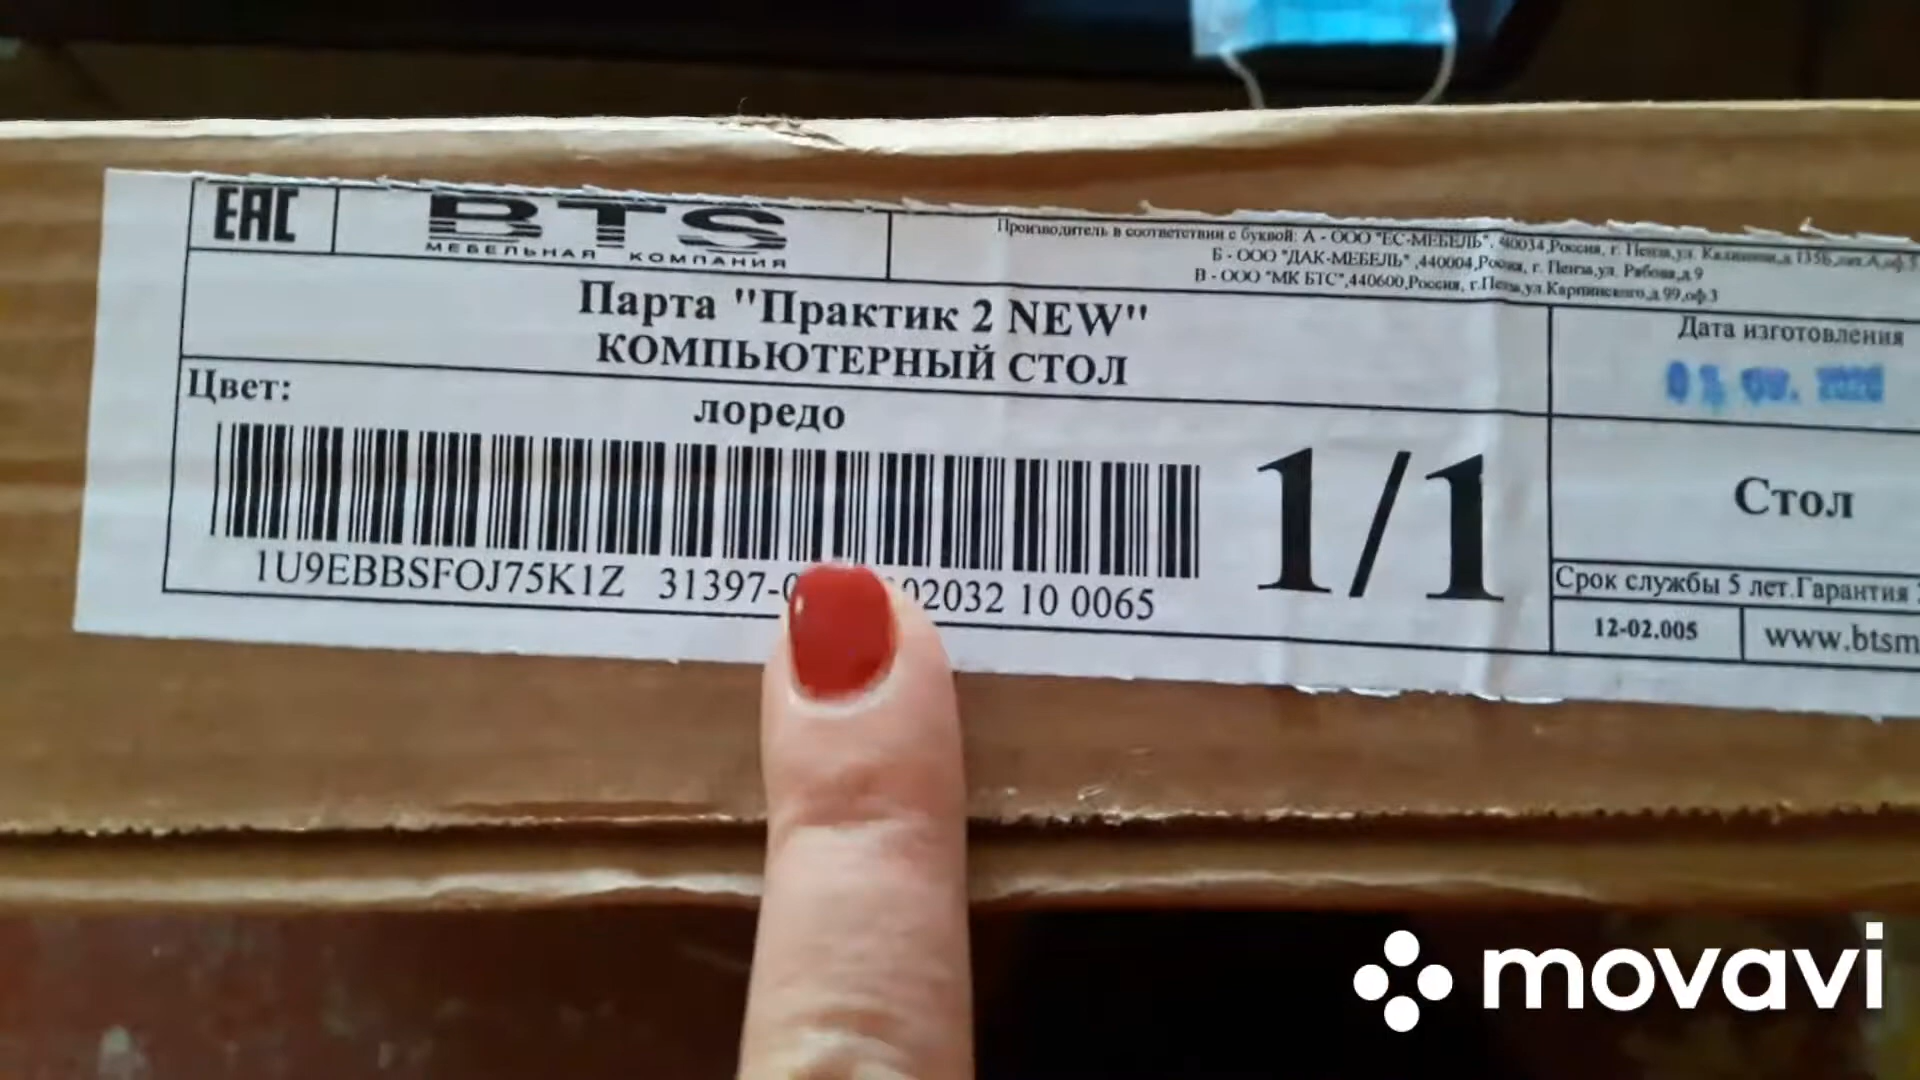 EAC
BTS
МЕБЕЛЬНАЯ КОМПАНИЯ
Производитель в соответствии с буквой: А - ООО "ЕС-МЕБЕЛЬ", 440034,Россия, г. Пенза,ул. Калинина,д 135Б,лит.А,оф.
Б - ООО "ДАК-МЕБЕЛЬ" ,440004,Россия, г. Пенза,ул. Рябова,д 9
В - ООО "МК БТС",440600,Россия, г.Пенза,ул.Карпинского,д 99,оф 3
Парта "Практик 2 NEW"
КОМПЬЮТЕРНЫЙ СТОЛ
Дата изготовления
Цвет:
лоредо
1/1
Стол
1U9EBBSFOJ75K1Z 31397- 02032 10 0065
Срок службы 5 лет.Гарантия
12-02.005
www.btsm
movavi